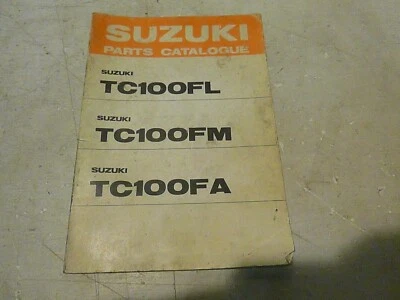 SUZUKI
PARTS CATALOGUE
SUZUKI
TC100FL
SUZUKI
TC100FM
SUZUKI
TC100FA